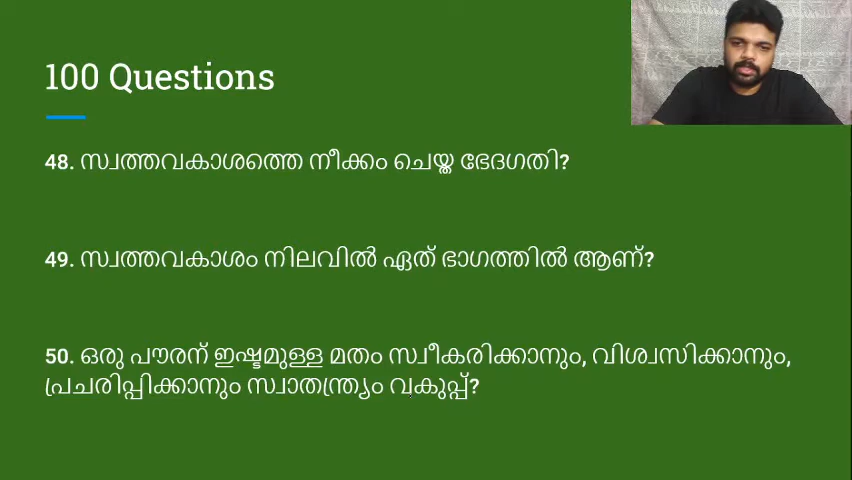 100 Questions
48. സ്വത്തവകാശത്തെ നീക്കം ചെയ്ത ഭേദഗതി?
49. സ്വത്തവകാശം നിലവിൽ ഏത് ഭാഗത്തിൽ ആണ്?
50. ഒരു പൗരന് ഇഷ്ടമുള്ള മതം സ്വീകരിക്കാനും, വിശ്വസിക്കാനും,
പ്രചരിപ്പിക്കാനും സ്വാതന്ത്ര്യം വകുപ്പ്?